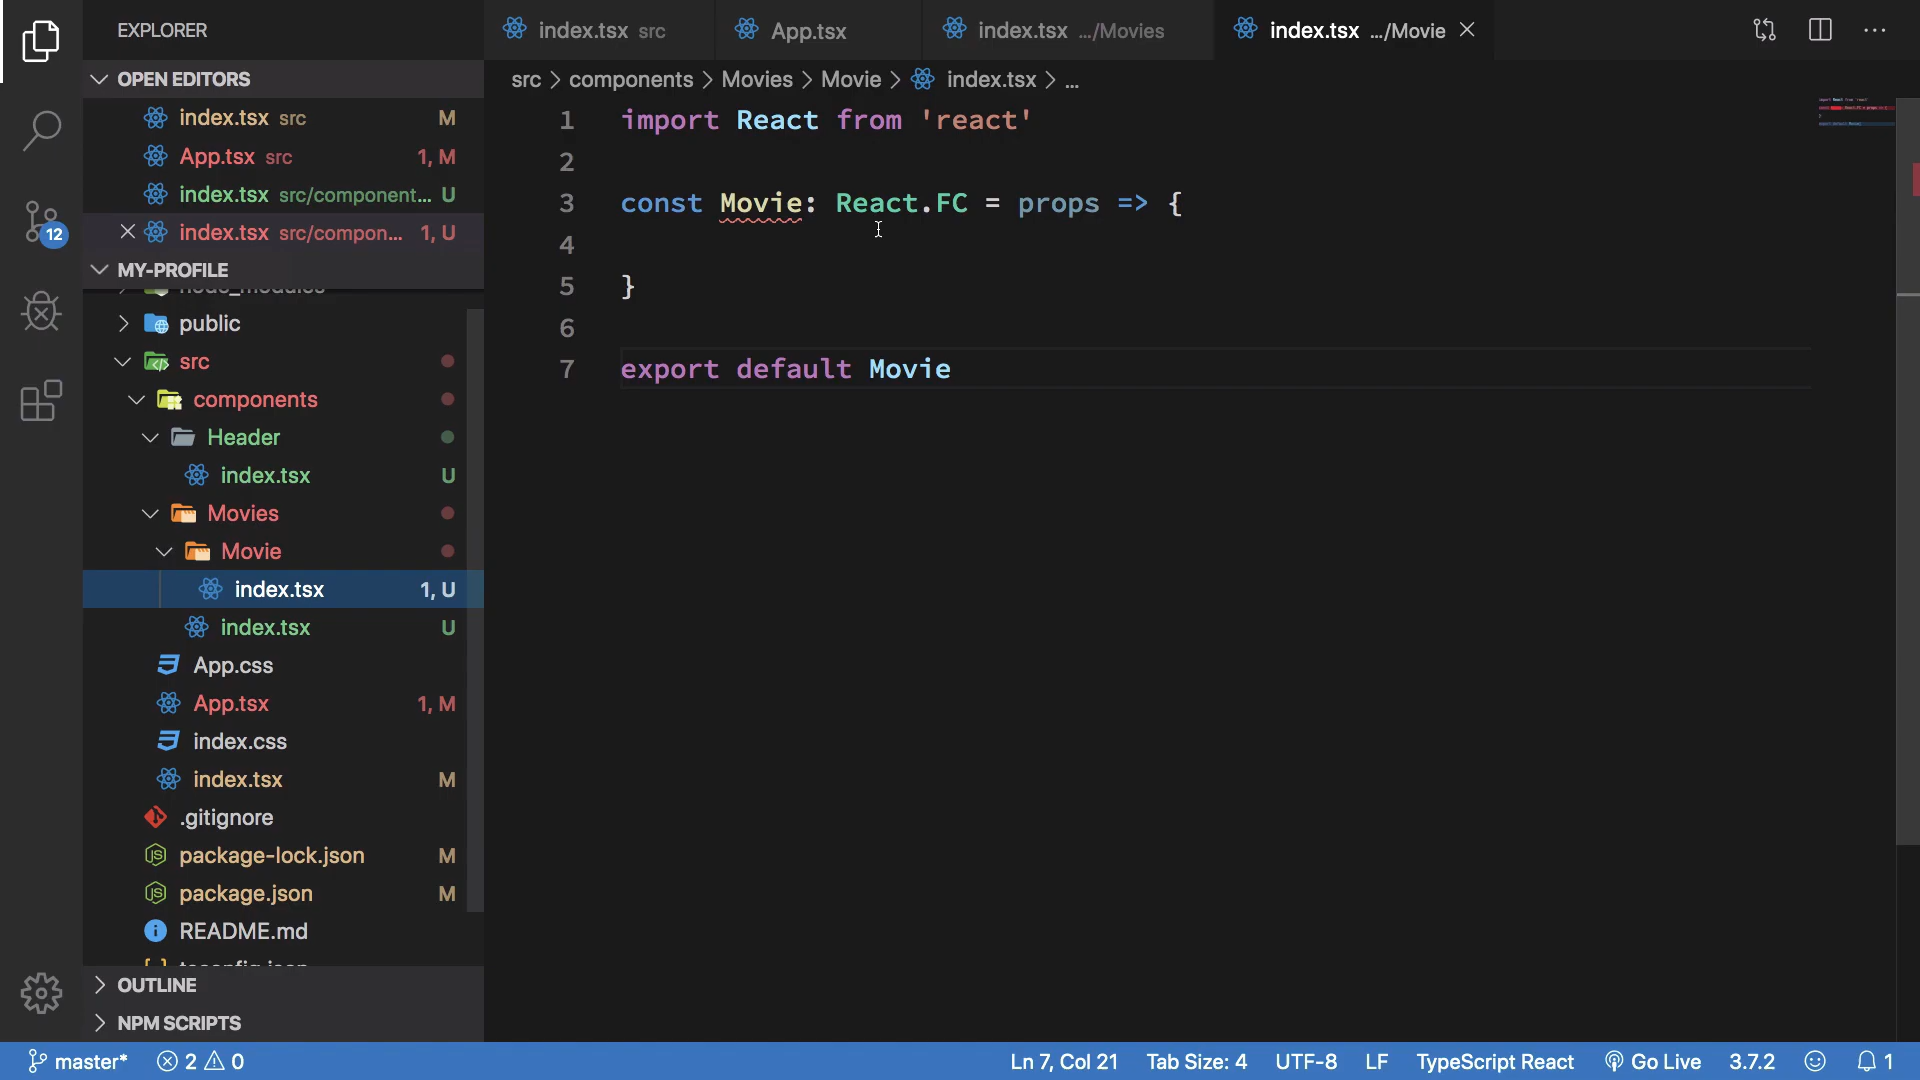 EXPLORER
index.tsx src
App.tsx
index.tsx .../Movies
index.tsx .../Movie
OPEN EDITORS
index.tsx src M
App.tsx src 1, M
index.tsx src/component... U
index.tsx src/compon... 1, U
MY-PROFILE
node_modules
public
src
components
Header
index.tsx U
Movies
Movie
index.tsx 1, U
index.tsx U
App.css
App.tsx 1, M
index.css
index.tsx M
.gitignore
package-lock.json M
package.json M
README.md
tsconfig.json
OUTLINE
NPM SCRIPTS
src > components > Movies > Movie > index.tsx > ...
1 import React from 'react'
2
3 const Movie: React.FC = props => {
4
5 }
6
7 export default Movie
12
master* 2 0
Ln 7, Col 21 Tab Size: 4 UTF-8 LF TypeScript React Go Live 3.7.2 1